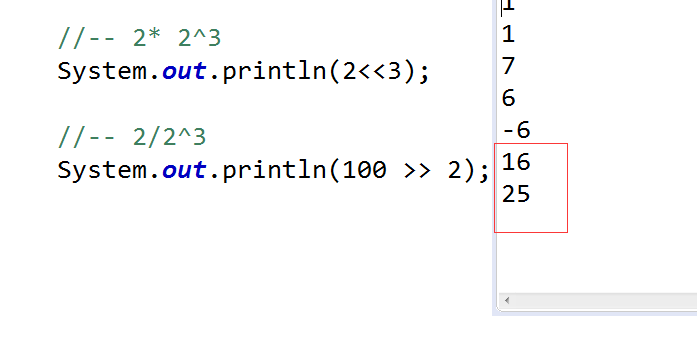 //-- 2* 2^3
System.out.println(2<<3);
//-- 2/2^3
System.out.println(100 >> 2);
1
1
7
6
-6
16
25